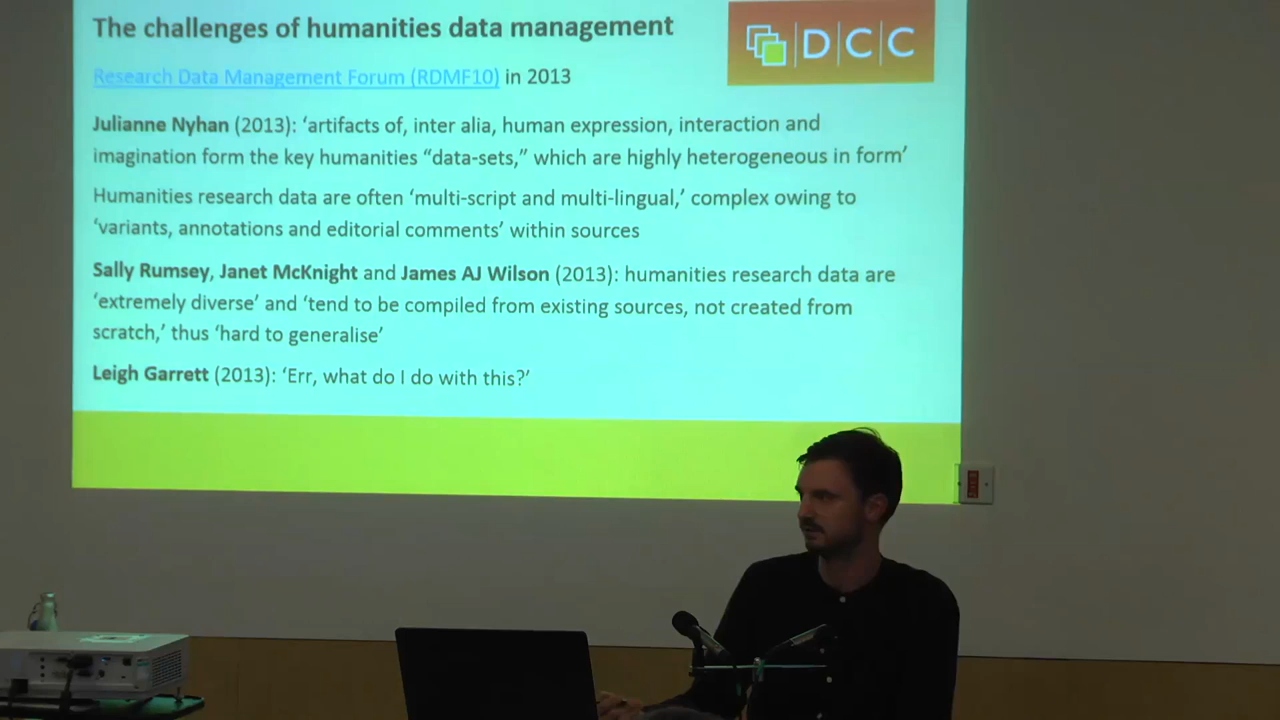 The challenges of humanities data management
D|C|C
Research Data Management Forum (RDMF10) in 2013
Julianne Nyhan (2013): ‘artifacts of, inter alia, human expression, interaction and
imagination form the key humanities “data-sets,” which are highly heterogeneous in form’
Humanities research data are often ‘multi-script and multi-lingual,’ complex owing to
‘variants, annotations and editorial comments’ within sources
Sally Rumsey, Janet McKnight and James AJ Wilson (2013): humanities research data are
‘extremely diverse’ and ‘tend to be compiled from existing sources, not created from
scratch,’ thus ‘hard to generalise’
Leigh Garrett (2013): ‘Err, what do I do with this?’